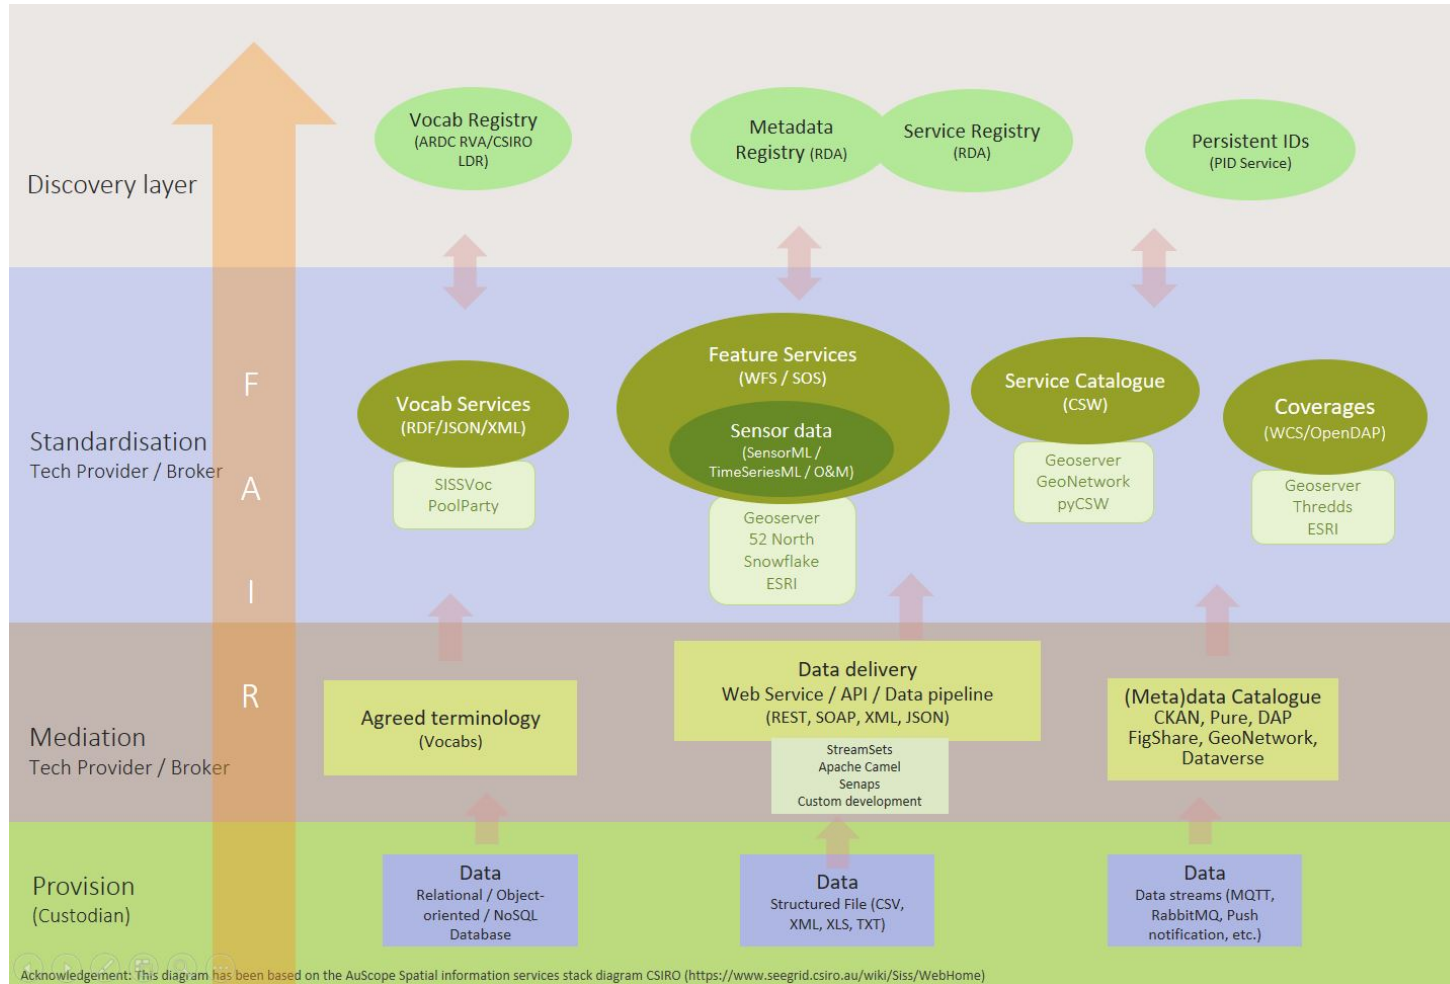 Vocab Registry
(ARDC RVA/CSIRO
LDR)
Metadata
Registry (RDA)
Service Registry
(RDA)
Persistent IDs
(PID Service)
Discovery layer
F
A
I
R
Standardisation
Tech Provider / Broker
Vocab Services
(RDF/JSON/XML)
SISSVoc
PoolParty
Feature Services
(WFS / SOS)
Sensor data
(SensorML /
TimeSeriesML / O&M)
Geoserver
52 North
Snowflake
ESRI
Service Catalogue
(CSW)
Geoserver
GeoNetwork
pyCSW
Coverages
(WCS/OpenDAP)
Geoserver
Thredds
ESRI
Mediation
Tech Provider / Broker
Agreed terminology
(Vocabs)
Data delivery
Web Service / API / Data pipeline
(REST, SOAP, XML, JSON)
StreamSets
Apache Camel
Senaps
Custom development
(Meta)data Catalogue
CKAN, Pure, DAP
FigShare, GeoNetwork,
Dataverse
Provision
(Custodian)
Data
Relational / Object-
oriented / NoSQL
Database
Data
Structured File (CSV,
XML, XLS, TXT)
Data
Data streams (MQTT,
RabbitMQ, Push
notification, etc.)
Acknowledgement: This diagram has been based on the AuScope Spatial information services stack diagram CSIRO (https://www.seegrid.csiro.au/wiki/Siss/WebHome)